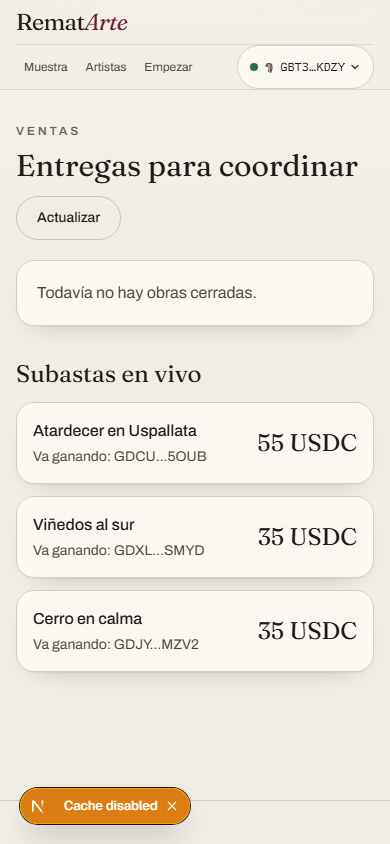 RematArte
Muestra Artistas Empezar GBT3…KDZY
VENTAS
Entregas para coordinar
Actualizar
Todavía no hay obras cerradas.
Subastas en vivo
Atardecer en Uspallata
Va ganando: GDCU…5OUB
55 USDC
Viñedos al sur
Va ganando: GDXL…SMYD
35 USDC
Cerro en calma
Va ganando: GDJY…MZV2
35 USDC
Cache disabled